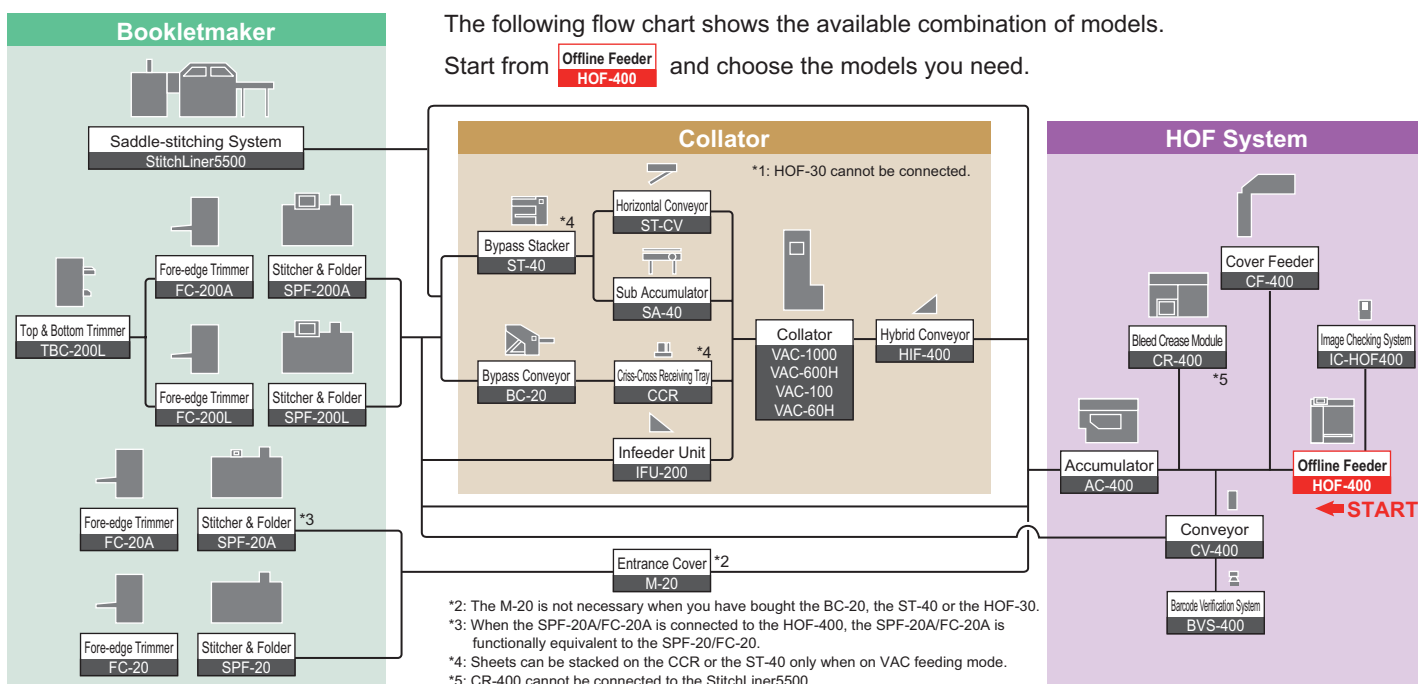 The following flow chart shows the available combination of models.
Start from Offline Feeder HOF-400 and choose the models you need.
Bookletmaker
Saddle-stitching System
StitchLiner5500
Fore-edge Trimmer
FC-200A
Stitcher & Folder
SPF-200A
Top & Bottom Trimmer
TBC-200L
Fore-edge Trimmer
FC-200L
Stitcher & Folder
SPF-200L
Fore-edge Trimmer
FC-20A
Stitcher & Folder
SPF-20A
*3
Fore-edge Trimmer
FC-20
Stitcher & Folder
SPF-20
Collator
*1: HOF-30 cannot be connected.
*4
Bypass Stacker
ST-40
Horizontal Conveyor
ST-CV
Sub Accumulator
SA-40
Bypass Conveyor
BC-20
*4
Criss-Cross Receiving Tray
CCR
Infeeder Unit
IFU-200
Collator
VAC-1000
VAC-600H
VAC-100
VAC-60H
Hybrid Conveyor
HIF-400
Entrance Cover
M-20
*2
*2: The M-20 is not necessary when you have bought the BC-20, the ST-40 or the HOF-30.
*3: When the SPF-20A/FC-20A is connected to the HOF-400, the SPF-20A/FC-20A is
functionally equivalent to the SPF-20/FC-20.
*4: Sheets can be stacked on the CCR or the ST-40 only when on VAC feeding mode.
*5: CR-400 cannot be connected to the StitchLiner5500
HOF System
Cover Feeder
CF-400
Bleed Crease Module
CR-400
*5
Image Checking System
IC-HOF400
Accumulator
AC-400
Offline Feeder
HOF-400
START
Conveyor
CV-400
Barcode Verification System
BVS-400